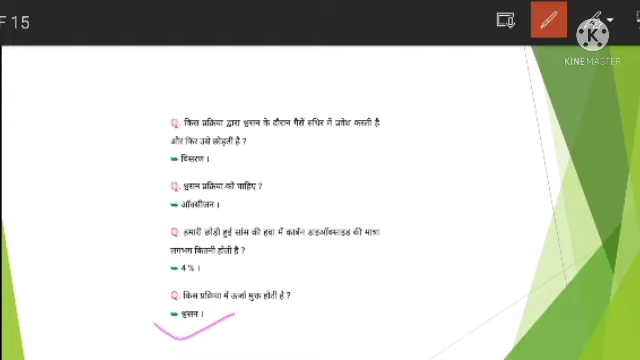 F 15
KINEMASTER
Q. किस प्रक्रिया द्वारा श्वसन के दौरान गैसें रुधिर में प्रवेश करती है
और फिर उसे छोड़ती है ?
➡ विसरण ।
Q. श्वसन प्रक्रिया को चाहिए ?
➡ ऑक्सीजन ।
Q. हमारी छोड़ी हुई सांस की हवा में कार्बन डाइऑक्साइड की मात्रा
लगभग कितनी होती है ?
➡ 4 % ।
Q. किस प्रक्रिया में ऊर्जा मुक्त होती है ?
➡ श्वसन ।